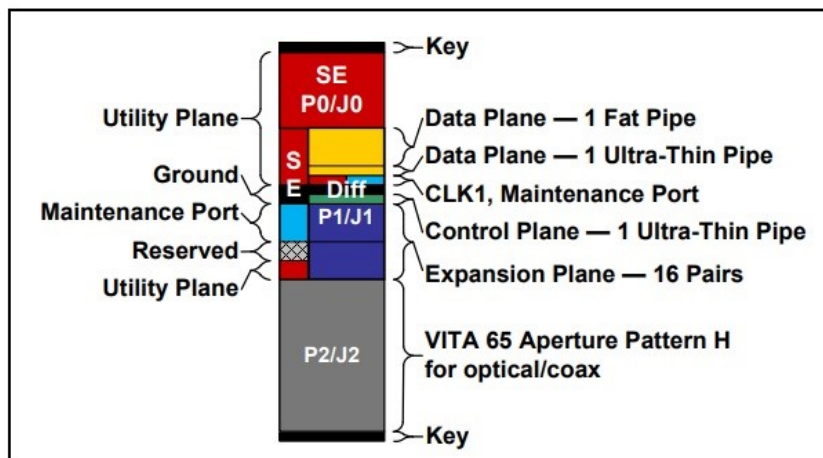 Key
SE
P0/J0
Utility Plane
Data Plane — 1 Fat Pipe
S
E
Data Plane — 1 Ultra-Thin Pipe
Ground
Diff
CLK1, Maintenance Port
Maintenance Port
P1/J1
Control Plane — 1 Ultra-Thin Pipe
Reserved
Expansion Plane — 16 Pairs
Utility Plane
P2/J2
VITA 65 Aperture Pattern H
for optical/coax
Key